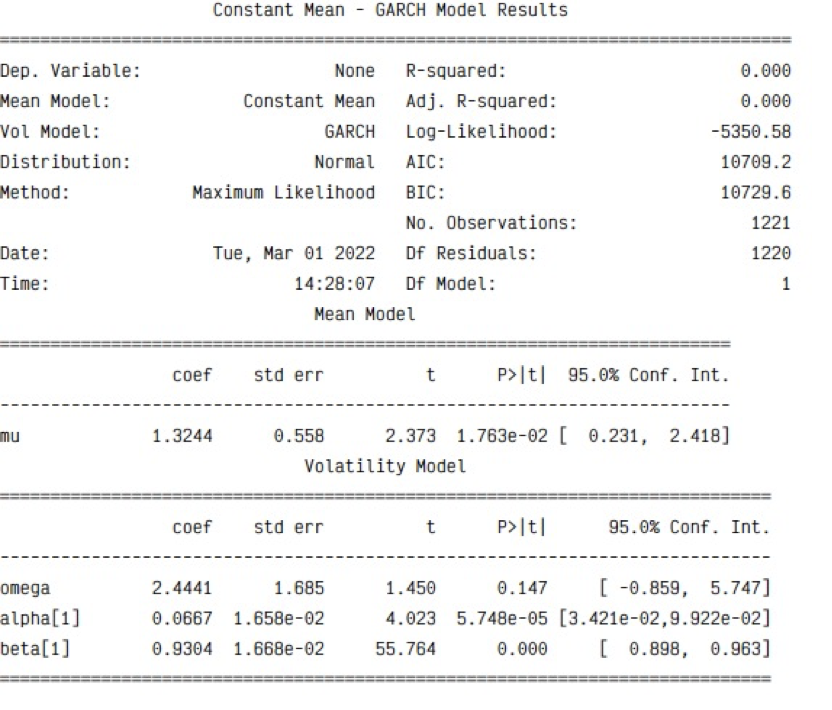 Constant Mean - GARCH Model Results
==============================================================================
Dep. Variable: None R-squared: 0.000
Mean Model: Constant Mean Adj. R-squared: 0.000
Vol Model: GARCH Log-Likelihood: -5350.58
Distribution: Normal AIC: 10709.2
Method: Maximum Likelihood BIC: 10729.6
No. Observations: 1221
Date: Tue, Mar 01 2022 Df Residuals: 1220
Time: 14:28:07 Df Model: 1
Mean Model
========================================================================
coef std err t P>|t| 95.0% Conf. Int.
------------------------------------------------------------------------
mu 1.3244 0.558 2.373 1.763e-02 [ 0.231, 2.418]
Volatility Model
============================================================================
coef std err t P>|t| 95.0% Conf. Int.
----------------------------------------------------------------------------
omega 2.4441 1.685 1.450 0.147 [ -0.859, 5.747]
alpha[1] 0.0667 1.658e-02 4.023 5.748e-05 [3.421e-02,9.922e-02]
beta[1] 0.9304 1.668e-02 55.764 0.000 [ 0.898, 0.963]
============================================================================